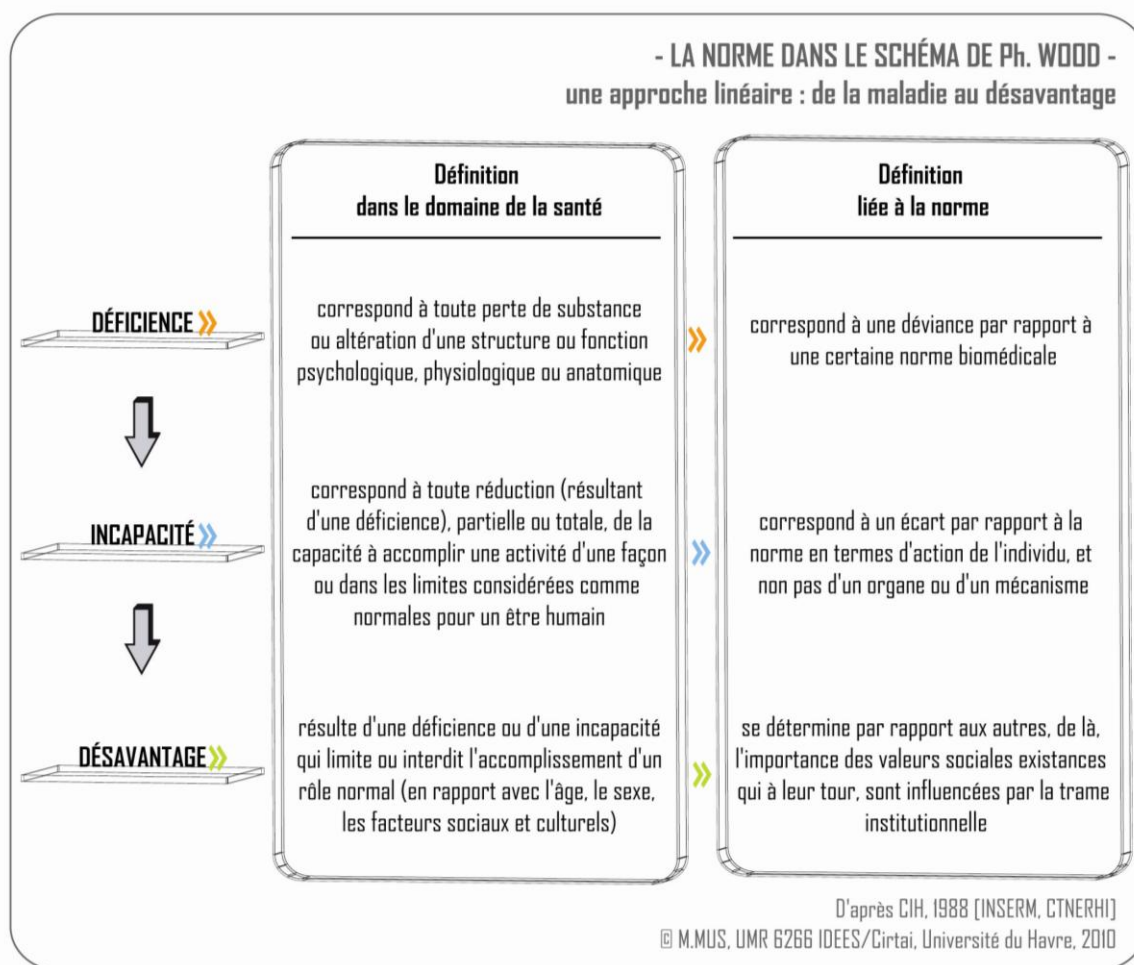 - LA NORME DANS LE SCHÉMA DE Ph. WOOD -
une approche linéaire : de la maladie au désavantage
Définition
dans le domaine de la santé
Définition
liée à la norme
DÉFICIENCE »
correspond à toute perte de substance
ou altération d'une structure ou fonction
psychologique, physiologique ou anatomique
»
correspond à une déviance par rapport à
une certaine norme biomédicale
INCAPACITÉ »
correspond à toute réduction (résultant
d'une déficience), partielle ou totale, de la
capacité à accomplir une activité d'une façon
ou dans les limites considérées comme
normales pour un être humain
»
correspond à un écart par rapport à la
norme en termes d'action de l'individu, et
non pas d'un organe ou d'un mécanisme
DÉSAVANTAGE »
résulte d'une déficience ou d'une incapacité
qui limite ou interdit l'accomplissement d'un
rôle normal (en rapport avec l'âge, le sexe,
les facteurs sociaux et culturels)
»
se détermine par rapport aux autres, de là,
l'importance des valeurs sociales existances
qui à leur tour, sont influencées par la trame
institutionnelle
D'après CIH, 1988 [INSERM, CTNERHI]
© M.MUS, UMR 6266 IDEES/Cirtai, Université du Havre, 2010